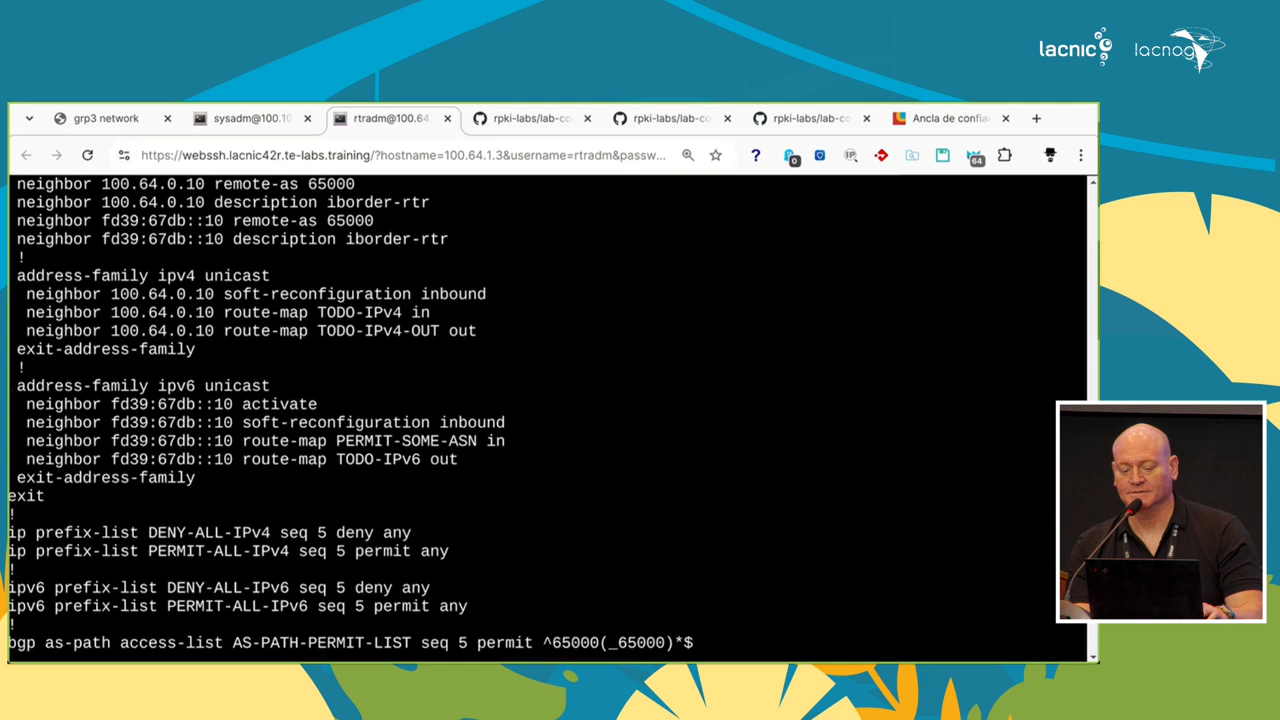 lacnic
lacnog
grp3 network
sysadm@100.10
rtradm@100.64.
rpki-labs/lab-co
rpki-labs/lab-co
rpki-labs/lab-co
Ancla de confia
https://webssh.lacnic42r.te-labs.training/?hostname=100.64.1.3&username=rtradm&passw...
?
0
IP
64
neighbor 100.64.0.10 remote-as 65000
neighbor 100.64.0.10 description iborder-rtr
neighbor fd39:67db::10 remote-as 65000
neighbor fd39:67db::10 description iborder-rtr
!
address-family ipv4 unicast
neighbor 100.64.0.10 soft-reconfiguration inbound
neighbor 100.64.0.10 route-map TODO-IPv4 in
neighbor 100.64.0.10 route-map TODO-IPv4-OUT out
exit-address-family
!
address-family ipv6 unicast
neighbor fd39:67db::10 activate
neighbor fd39:67db::10 soft-reconfiguration inbound
neighbor fd39:67db::10 route-map PERMIT-SOME-ASN in
neighbor fd39:67db::10 route-map TODO-IPv6 out
exit-address-family
exit
!
ip prefix-list DENY-ALL-IPv4 seq 5 deny any
ip prefix-list PERMIT-ALL-IPv4 seq 5 permit any
!
ipv6 prefix-list DENY-ALL-IPv6 seq 5 deny any
ipv6 prefix-list PERMIT-ALL-IPv6 seq 5 permit any
!
bgp as-path access-list AS-PATH-PERMIT-LIST seq 5 permit ^65000(_65000)*$